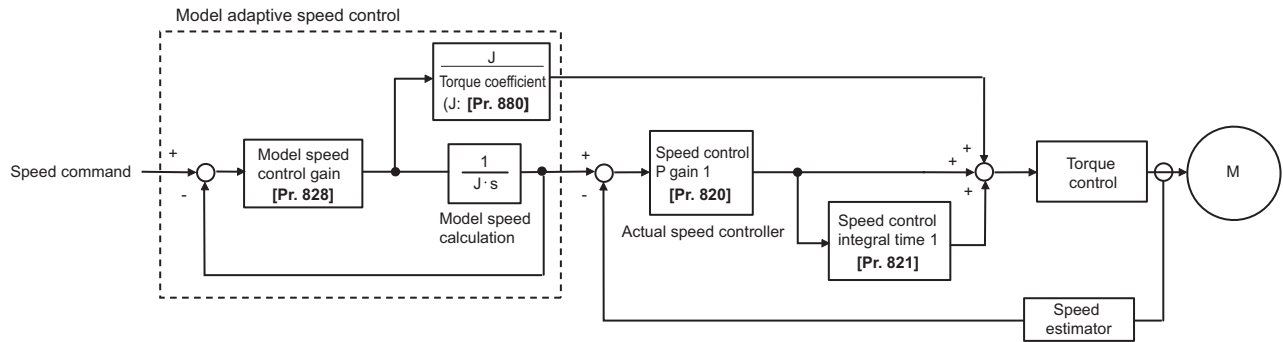 Model adaptive speed control
J
Torque coefficient
(J: [Pr. 880]
Speed command
+
-
Model speed
control gain
[Pr. 828]
1
J·s
Model speed
calculation
+
-
Speed control
P gain 1
[Pr. 820]
Actual speed controller
Speed control
integral time 1
[Pr. 821]
+
+
+
Torque
control
M
Speed
estimator